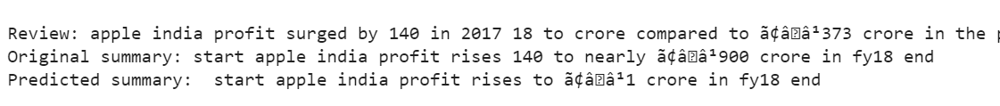 Review: apple india profit surged by 140 in 2017 18 to crore compared to ã¢â�â¹373 crore in the
Original summary: start apple india profit rises 140 to nearly ã¢â�â¹900 crore in fy18 end
Predicted summary:  start apple india profit rises to ã¢â�â¹1 crore in fy18 end